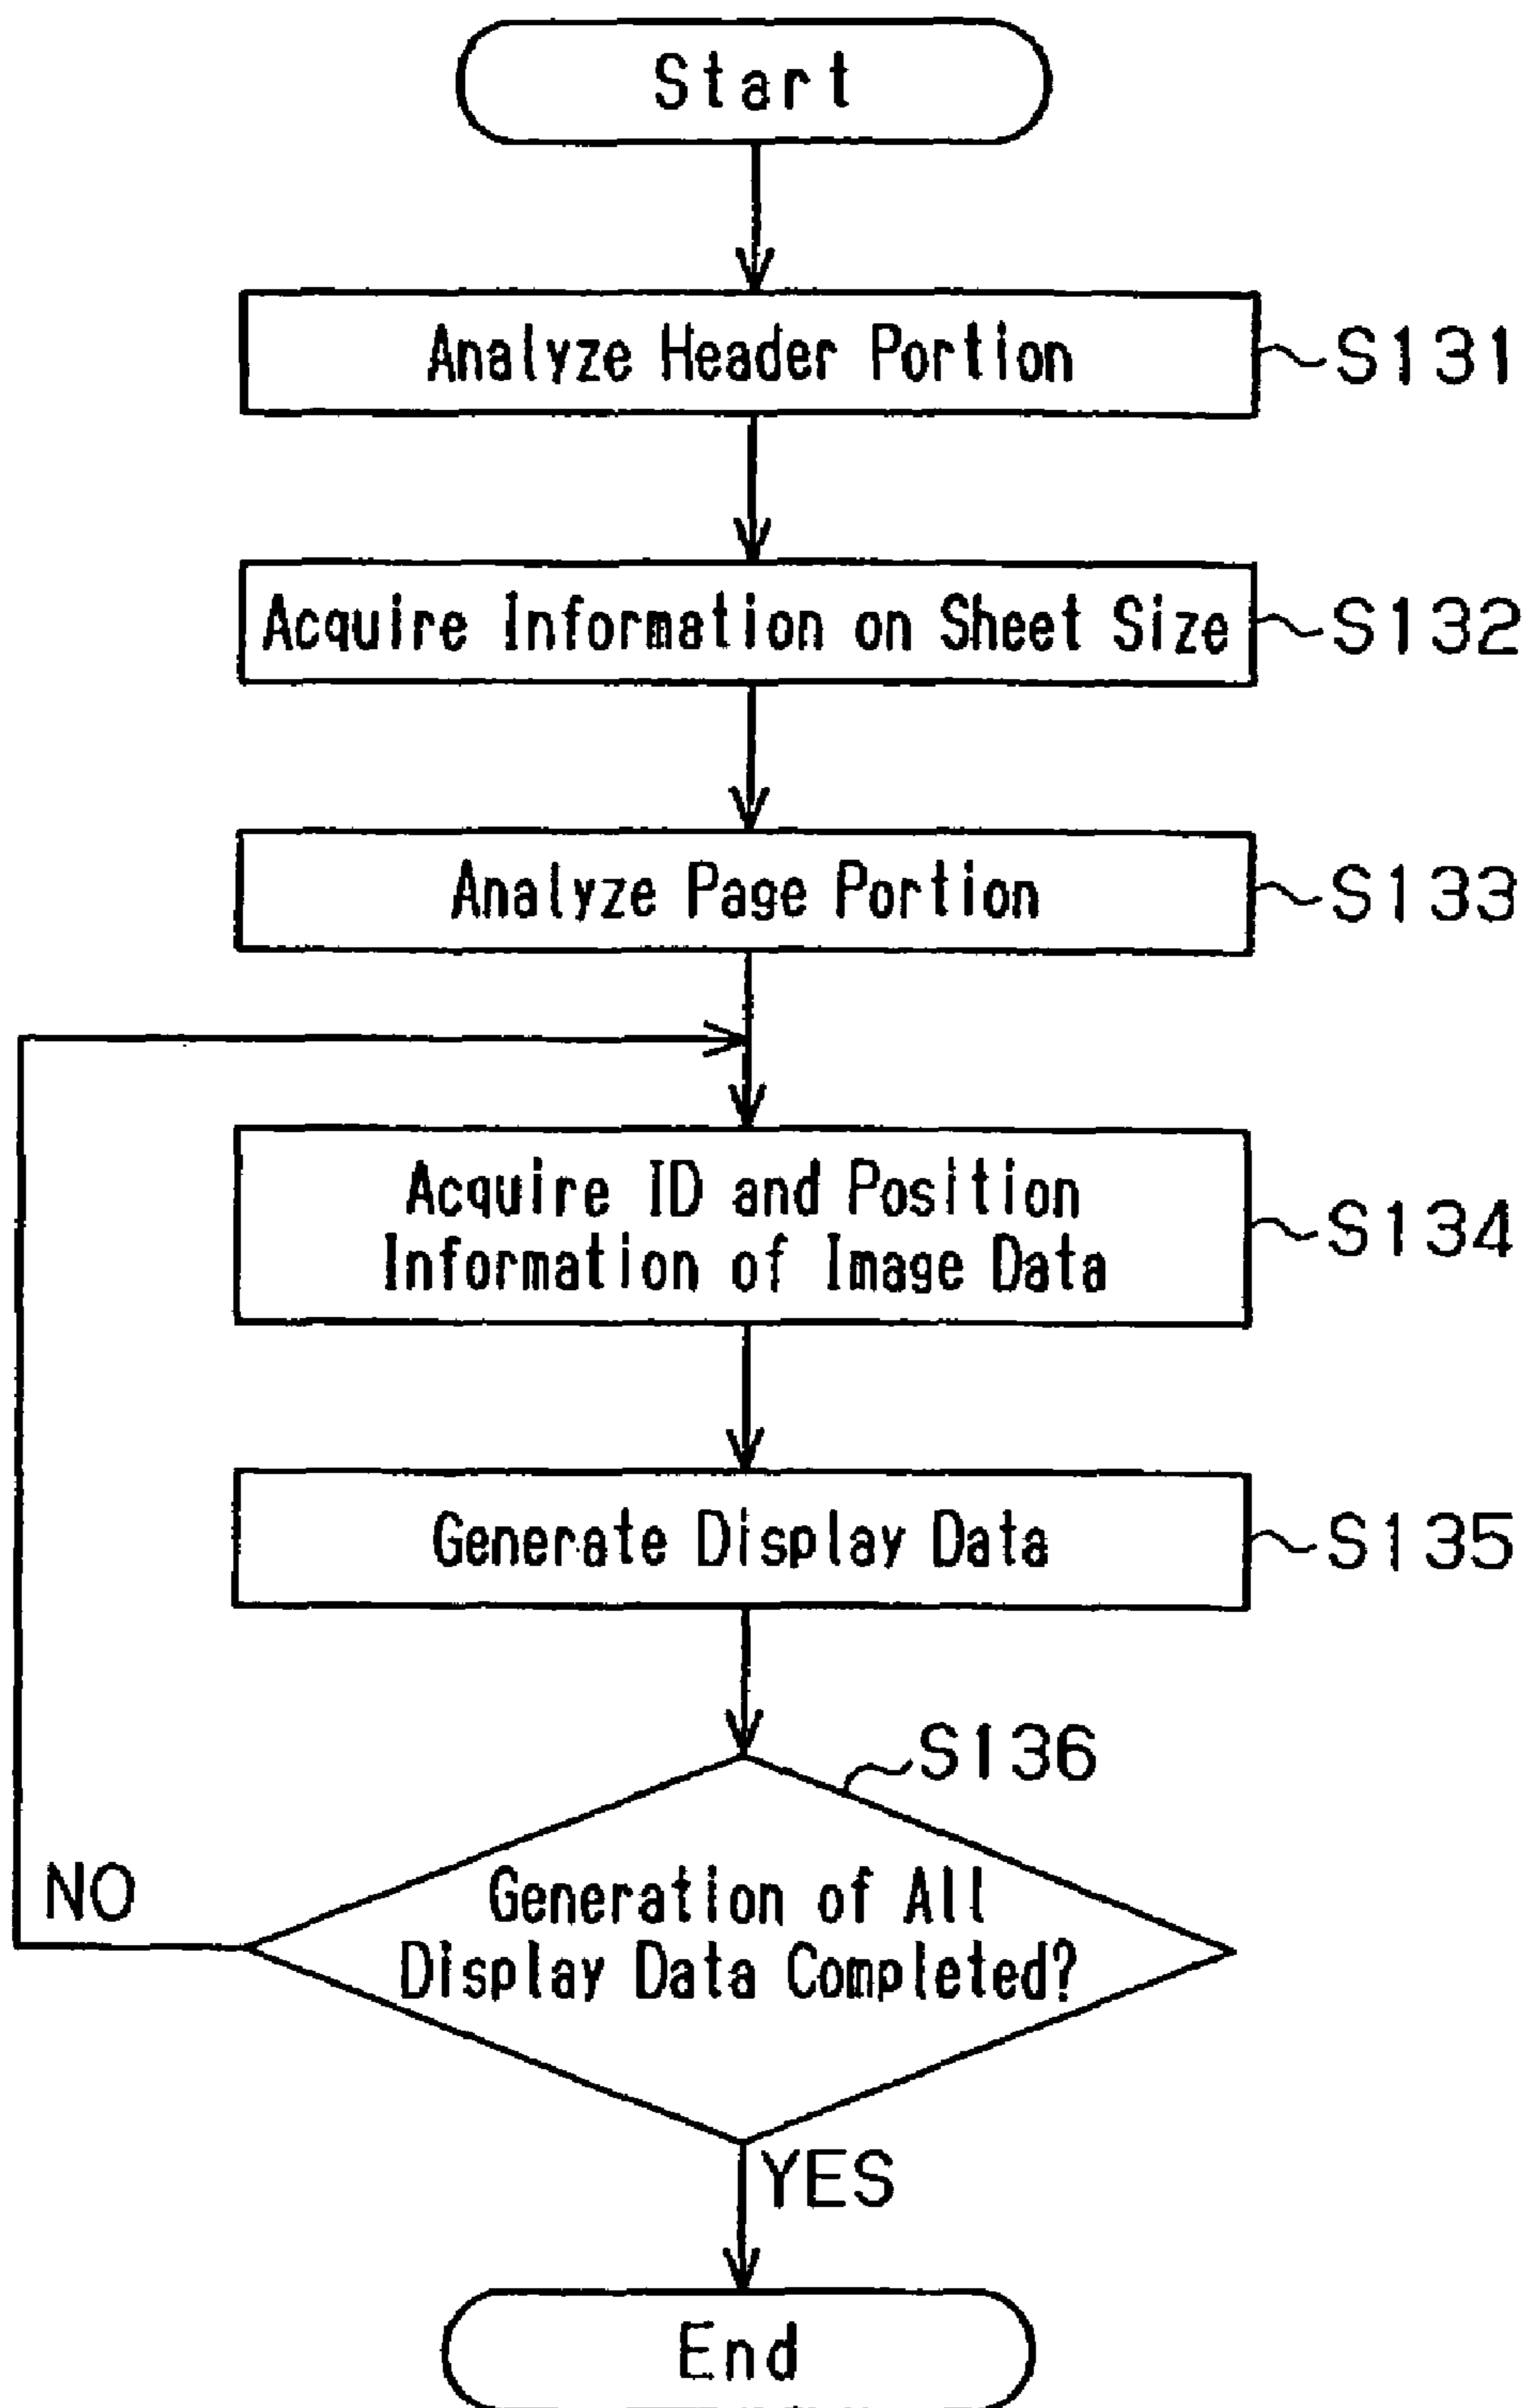 Start
Analyze Header Portion
S131
Acquire Information on Sheet Size
S132
Analyze Page Portion
S133
Acquire ID and Position
Information of Image Data
S134
Generate Display Data
S135
S136
Generation of All
Display Data Completed?
NO
YES
End